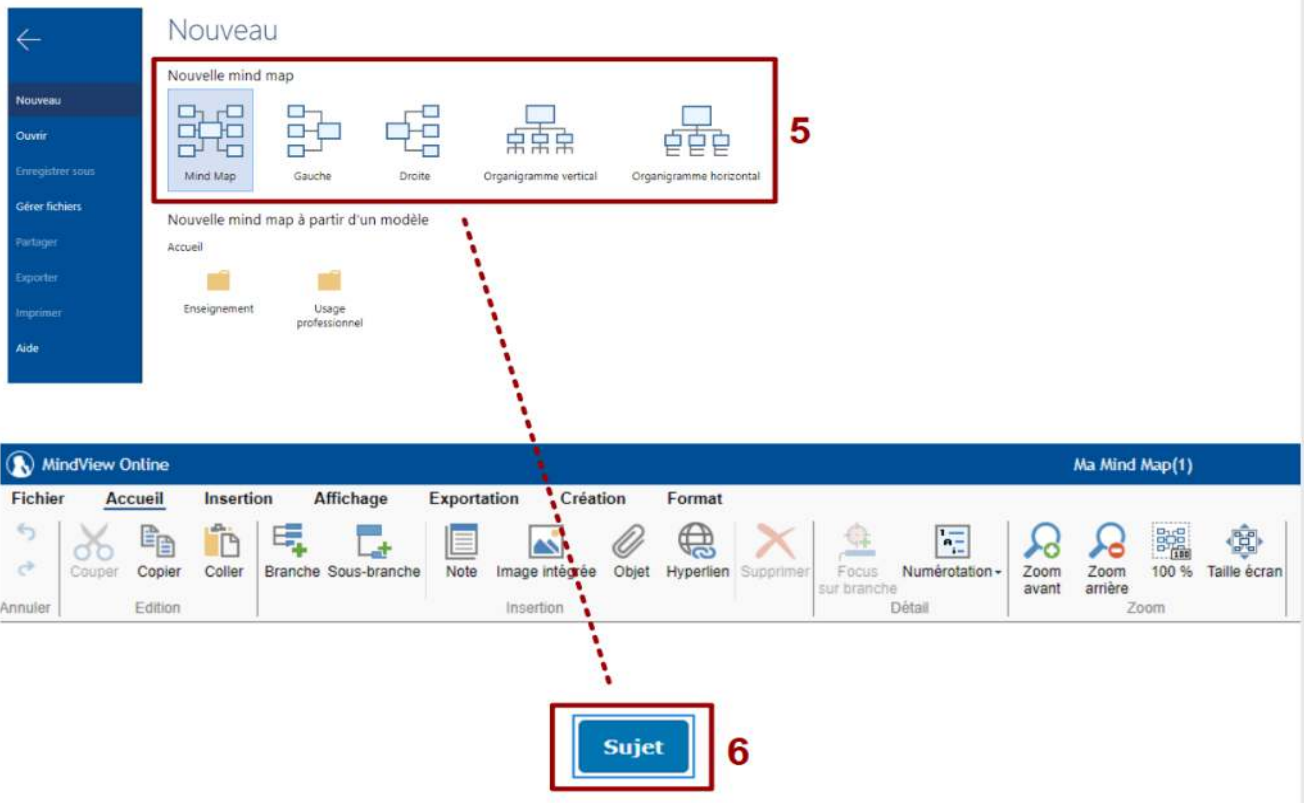 Nouveau
Nouvelle mind map
Nouveau
Ouvrir
Enregistrer sous
Gérer fichiers
Partager
Exporter
Imprimer
Aide
Mind Map Gauche Droite Organigramme vertical Organigramme horizontal
5
Nouvelle mind map à partir d'un modèle
Accueil
Enseignement Usage
professionnel
MindView Online Ma Mind Map(1)
Fichier Accueil Insertion Affichage Exportation Création Format
Couper Copier Coller Branche Sous-branche Note Image intégrée Objet Hyperlien Supprimer Focus Numérotation Zoom Zoom 100 % Taille écran
sur branche avant arrière
Annuler Edition Insertion Détail Zoom
Sujet
6